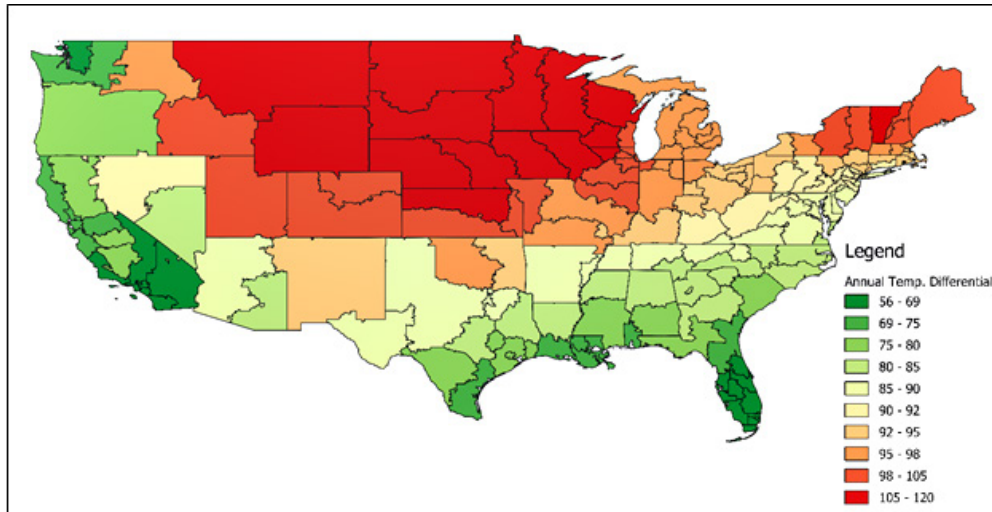 Legend
Annual Temp. Differential
56 - 69
69 - 75
75 - 80
80 - 85
85 - 90
90 - 92
92 - 95
95 - 98
98 - 105
105 - 120